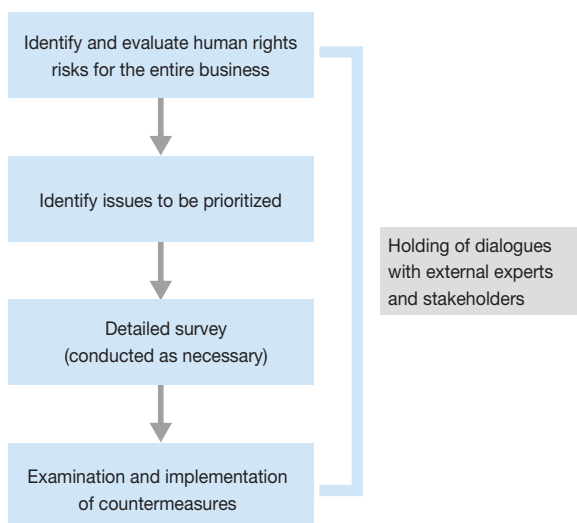 Identify and evaluate human rights
risks for the entire business
Identify issues to be prioritized
Detailed survey
(conducted as necessary)
Examination and implementation
of countermeasures
Holding of dialogues
with external experts
and stakeholders